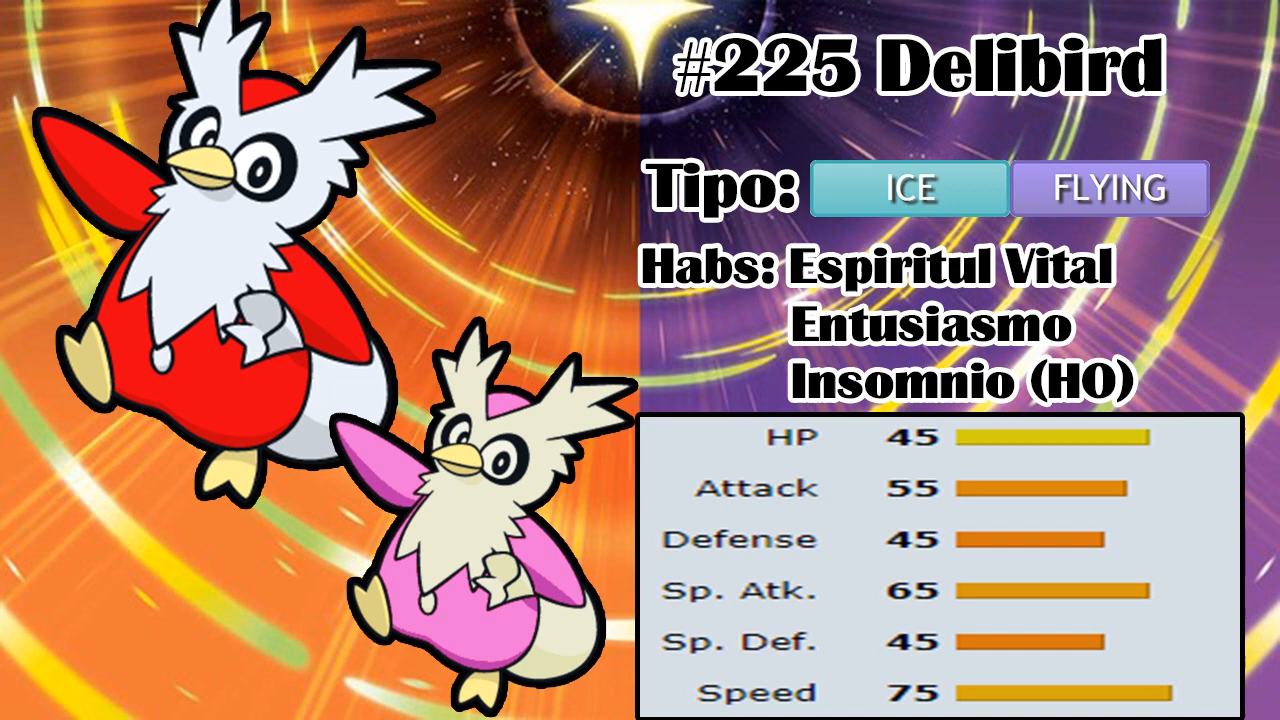 #225 Delibird
Tipo: ICE FLYING
Habs: Espiritul Vital
Entusiasmo
Insomnio (HO)
HP 45
Attack 55
Defense 45
Sp. Atk. 65
Sp. Def. 45
Speed 75